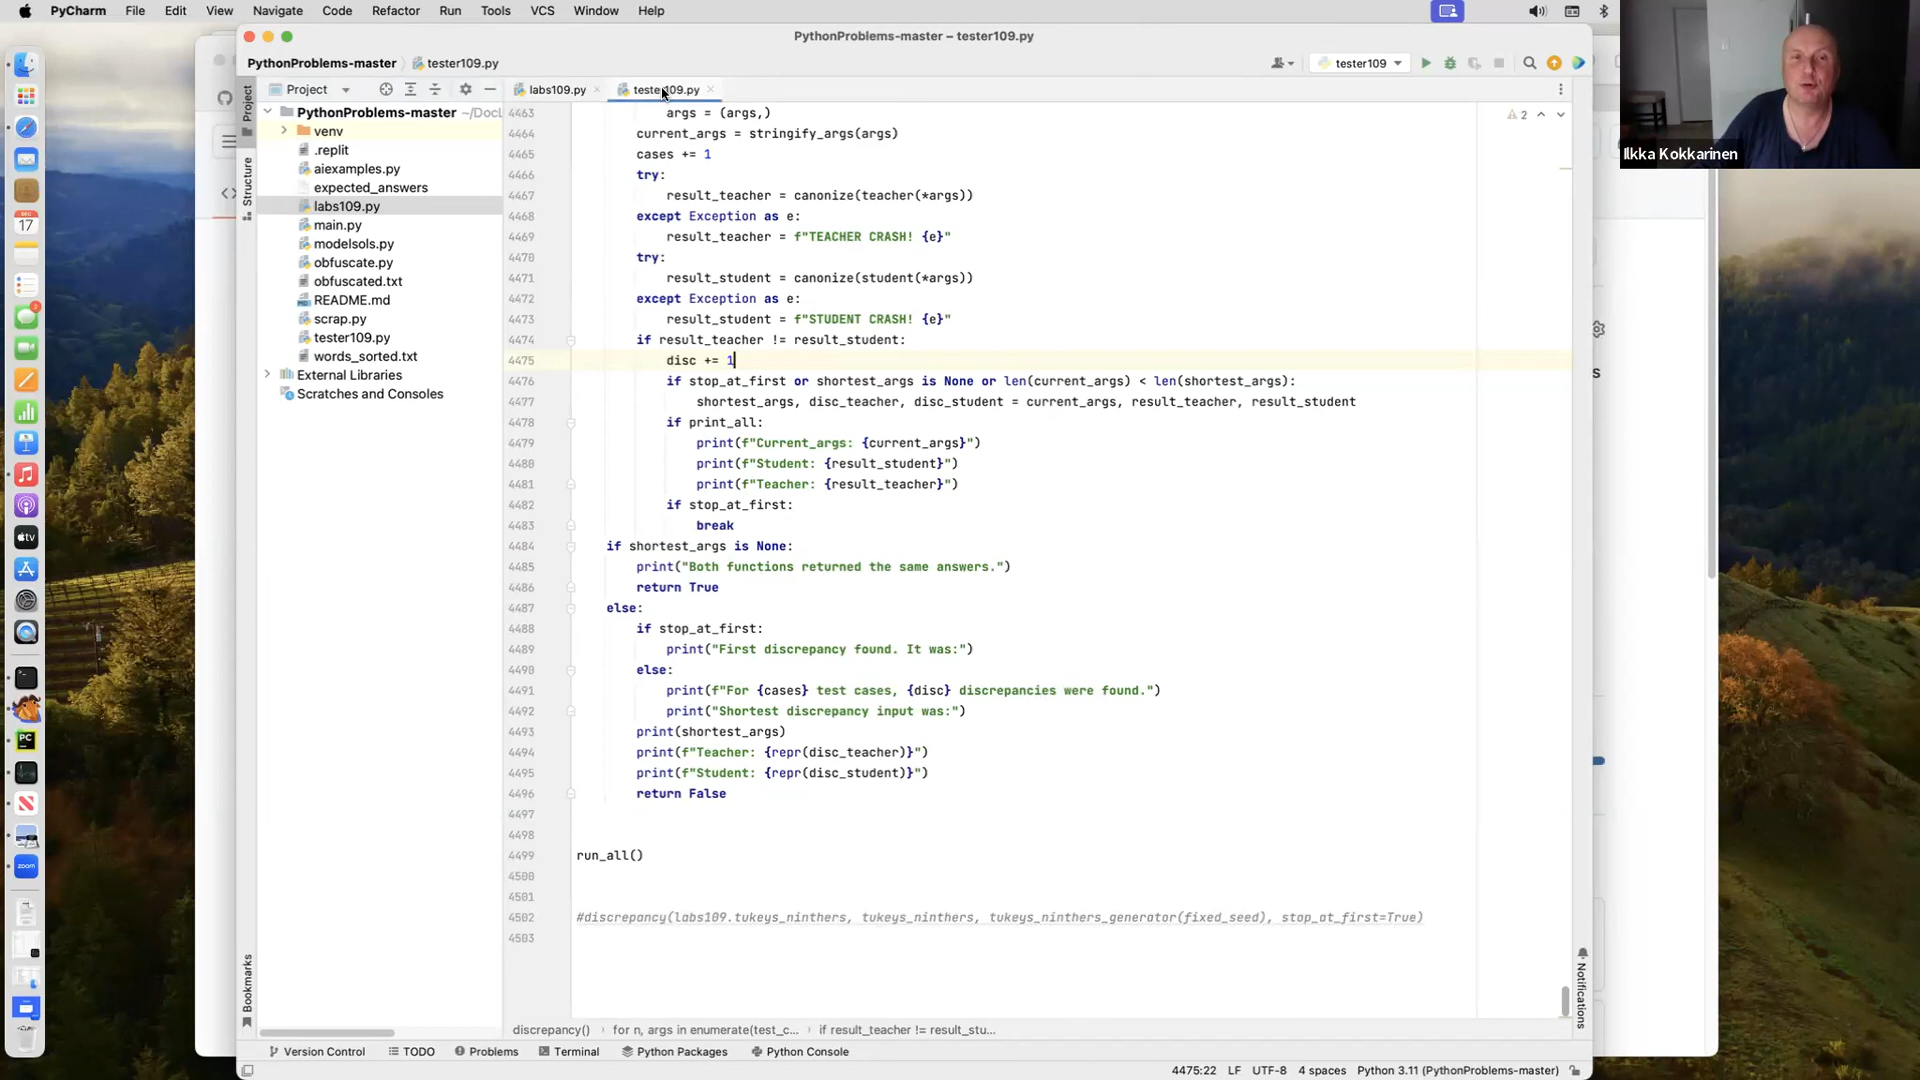 PyCharm File Edit View Navigate Code Refactor Run Tools VCS Window Help
PythonProblems-master – tester109.py
PythonProblems-master tester109.py
tester109
Project
labs109.py
tester109.py
Project
Structure
Bookmarks
Notifications
PythonProblems-master ~/Docu
venv
.replit
aiexamples.py
expected_answers
labs109.py
main.py
modelsols.py
obfuscate.py
obfuscated.txt
README.md
scrap.py
tester109.py
words_sorted.txt
External Libraries
Scratches and Consoles
2
4463 args = (args,)
4464 current_args = stringify_args(args)
4465 cases += 1
4466 try:
4467 result_teacher = canonize(teacher(*args))
4468 except Exception as e:
4469 result_teacher = f"TEACHER CRASH! {e}"
4470 try:
4471 result_student = canonize(student(*args))
4472 except Exception as e:
4473 result_student = f"STUDENT CRASH! {e}"
4474 if result_teacher != result_student:
4475 disc += 1
4476 if stop_at_first or shortest_args is None or len(current_args) < len(shortest_args):
4477 shortest_args, disc_teacher, disc_student = current_args, result_teacher, result_student
4478 if print_all:
4479 print(f"Current_args: {current_args}")
4480 print(f"Student: {result_student}")
4481 print(f"Teacher: {result_teacher}")
4482 if stop_at_first:
4483 break
4484 if shortest_args is None:
4485 print("Both functions returned the same answers.")
4486 return True
4487 else:
4488 if stop_at_first:
4489 print("First discrepancy found. It was:")
4490 else:
4491 print(f"For {cases} test cases, {disc} discrepancies were found.")
4492 print("Shortest discrepancy input was:")
4493 print(shortest_args)
4494 print(f"Teacher: {repr(disc_teacher)}")
4495 print(f"Student: {repr(disc_student)}")
4496 return False
4497
4498
4499 run_all()
4500
4501
4502 #discrepancy(labs109.tukeys_ninthers, tukeys_ninthers, tukeys_ninthers_generator(fixed_seed), stop_at_first=True)
4503
discrepancy() for n, args in enumerate(test_c... if result_teacher != result_stu...
Version Control TODO Problems Terminal Python Packages Python Console
4475:22 LF UTF-8 4 spaces Python 3.11 (PythonProblems-master)
Ilkka Kokkarinen
17
tv
PC
zoom